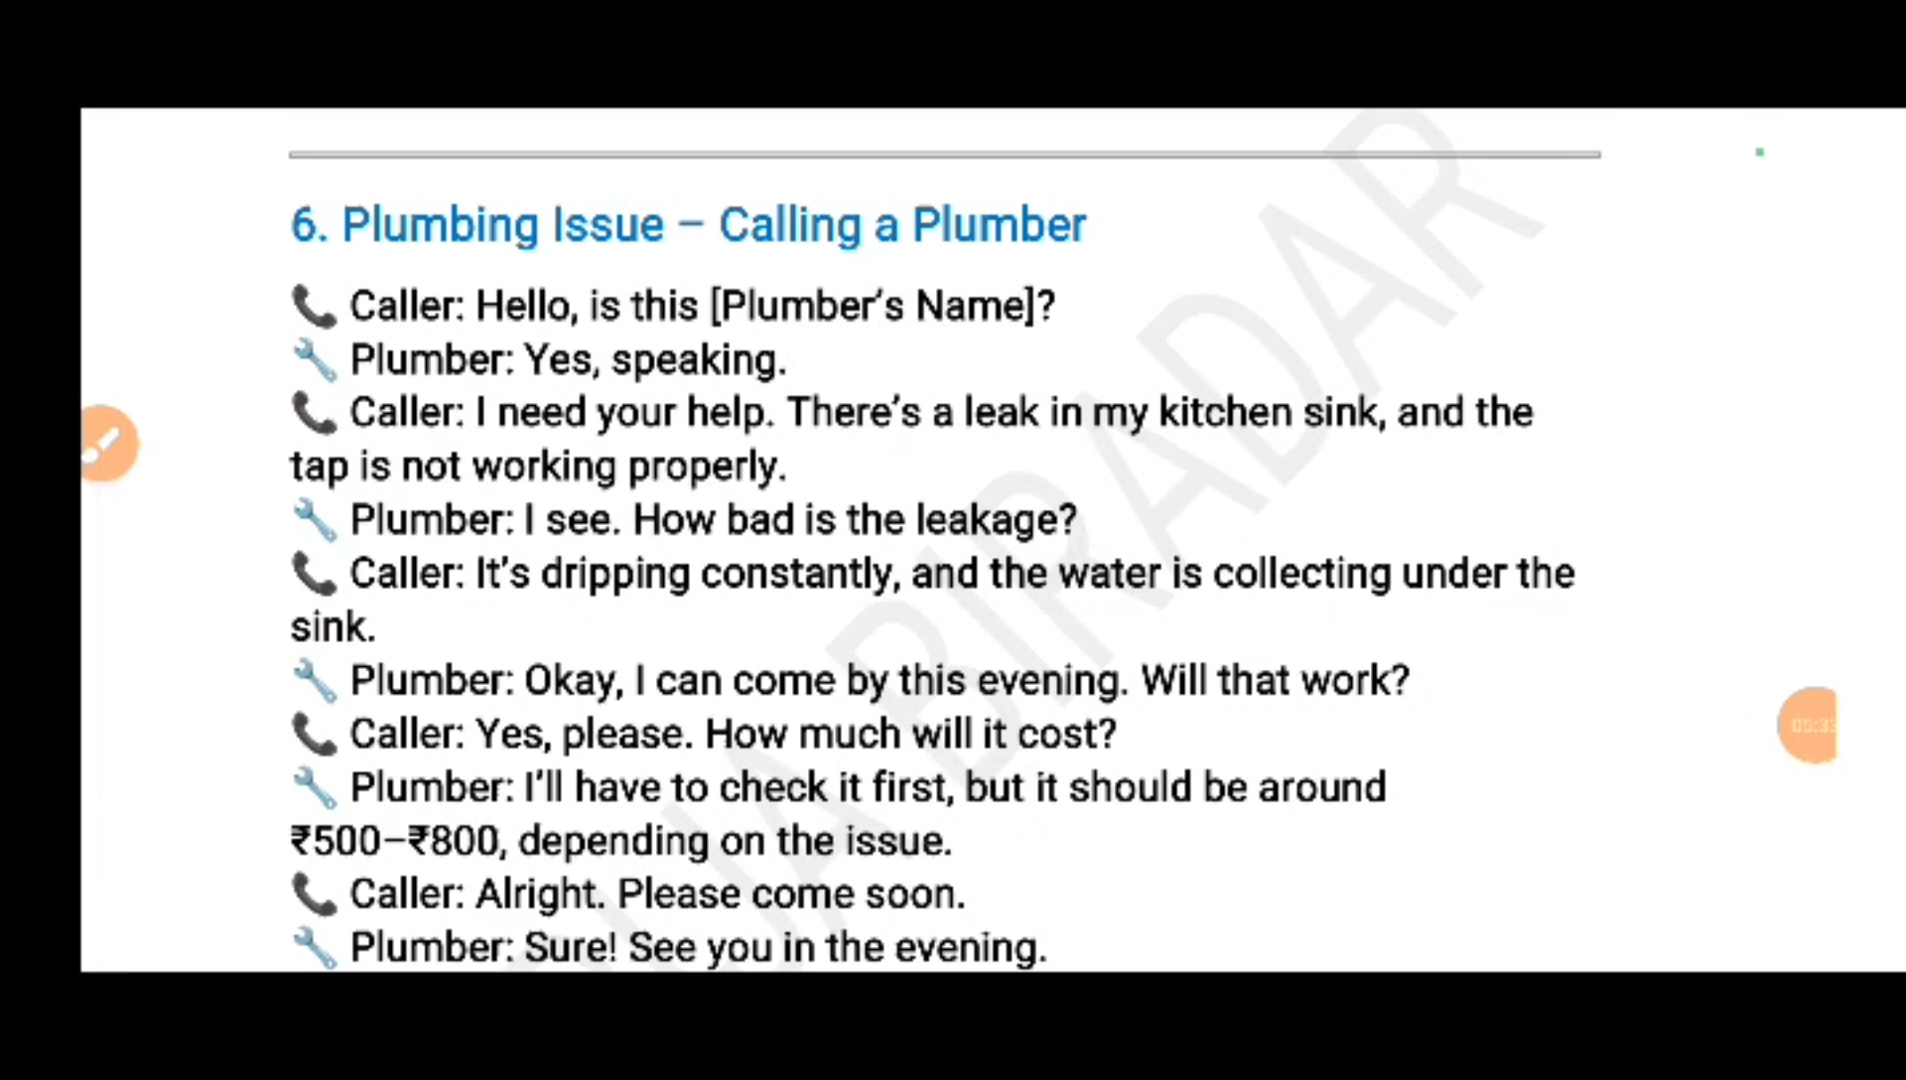 6. Plumbing Issue – Calling a Plumber
📞 Caller: Hello, is this [Plumber’s Name]?
🔧 Plumber: Yes, speaking.
📞 Caller: I need your help. There’s a leak in my kitchen sink, and the
tap is not working properly.
🔧 Plumber: I see. How bad is the leakage?
📞 Caller: It’s dripping constantly, and the water is collecting under the
sink.
🔧 Plumber: Okay, I can come by this evening. Will that work?
📞 Caller: Yes, please. How much will it cost?
🔧 Plumber: I’ll have to check it first, but it should be around
₹500–₹800, depending on the issue.
📞 Caller: Alright. Please come soon.
🔧 Plumber: Sure! See you in the evening.
BIRADAR